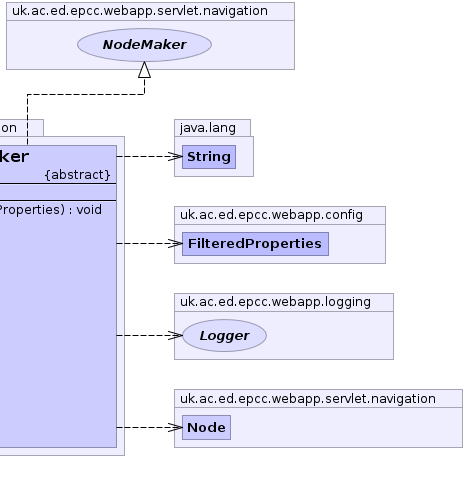 uk.ac.ed.epcc.webapp.servlet.navigation
NodeMaker
on
java.lang
ker
String
{abstract}
Properties) : void
uk.ac.ed.epcc.webapp.config
FilteredProperties
uk.ac.ed.epcc.webapp.logging
Logger
uk.ac.ed.epcc.webapp.servlet.navigation
Node